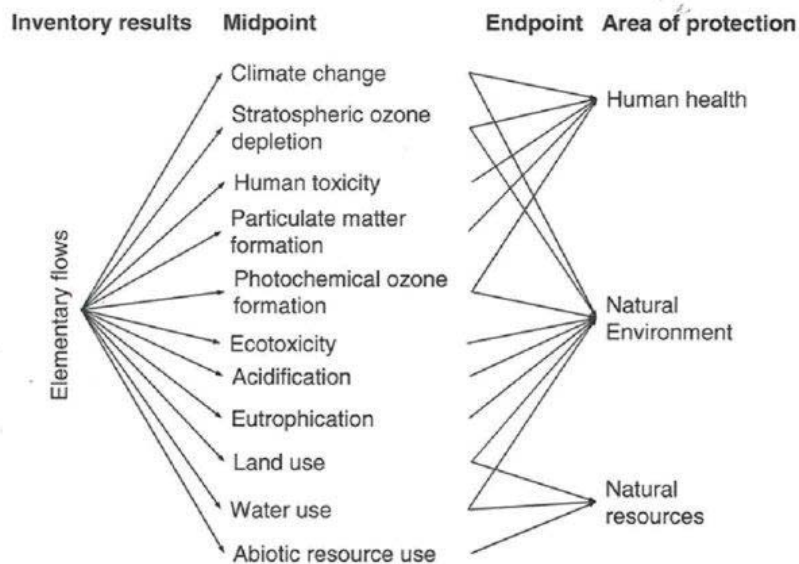 Inventory results Midpoint Endpoint Area of protection
Climate change
Human health
Stratospheric ozone
depletion
Human toxicity
Particulate matter
formation
Elementary flows
Photochemical ozone
formation
Natural
Environment
Ecotoxicity
Acidification
Eutrophication
Land use
Natural
resources
Water use
Abiotic resource use